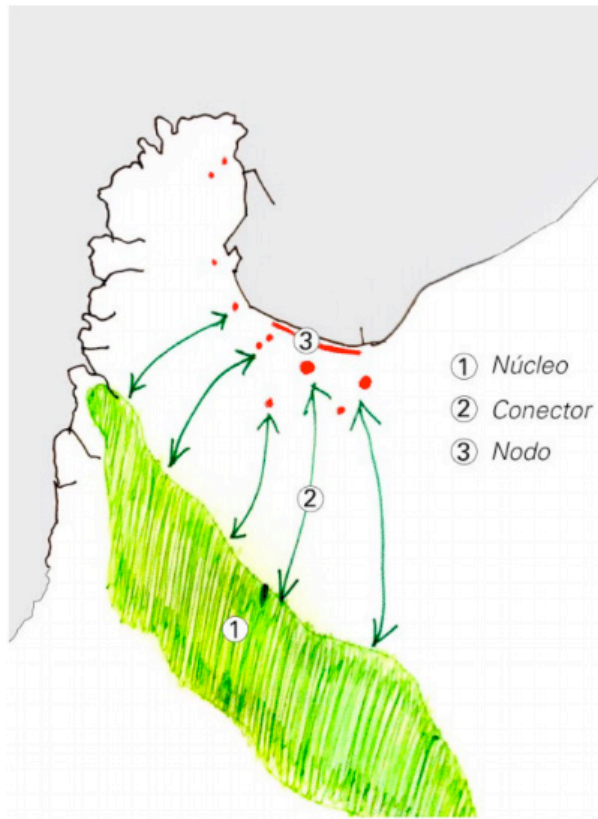 3
① Núcleo
② Conector
③ Nodo
2
1